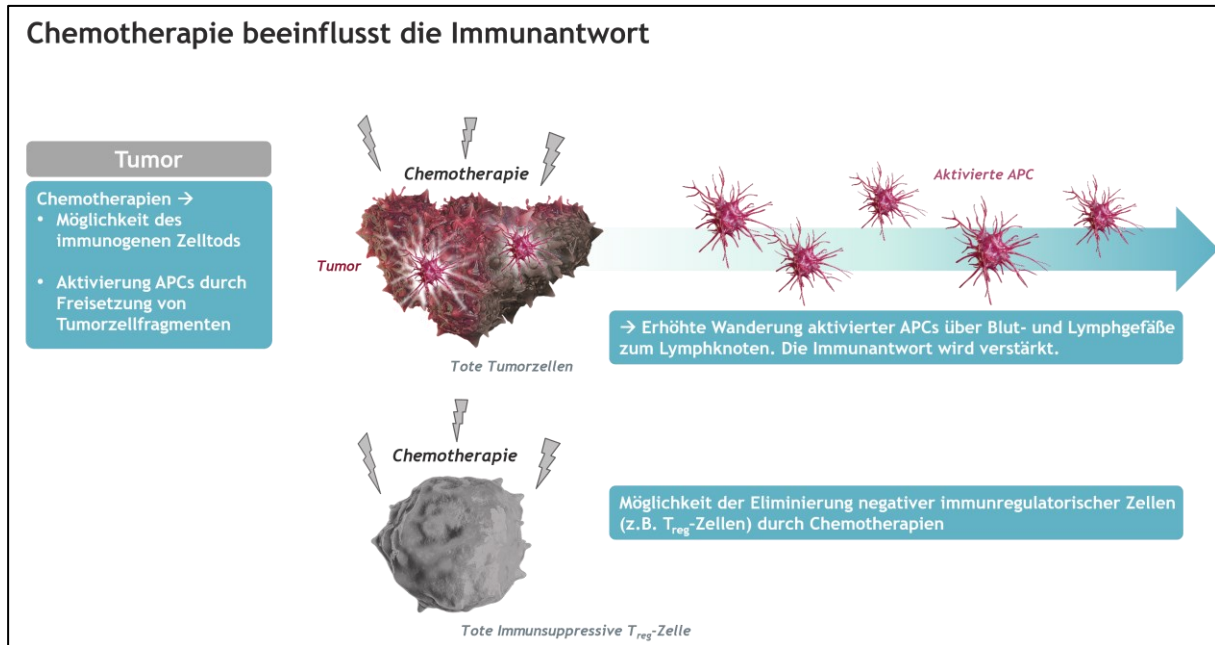 Chemotherapie beeinflusst die Immunantwort
Tumor
Chemotherapien →
• Möglichkeit des
immunogenen Zelltods
• Aktivierung APCs durch
Freisetzung von
Tumorzellfragmenten
Chemotherapie
Tumor
Tote Tumorzellen
Aktivierte APC
→ Erhöhte Wanderung aktivierter APCs über Blut- und Lymphgefäße
zum Lymphknoten. Die Immunantwort wird verstärkt.
Chemotherapie
Tote Immunsuppressive Treg-Zelle
Möglichkeit der Eliminierung negativer immunregulatorischer Zellen
(z.B. Treg-Zellen) durch Chemotherapien